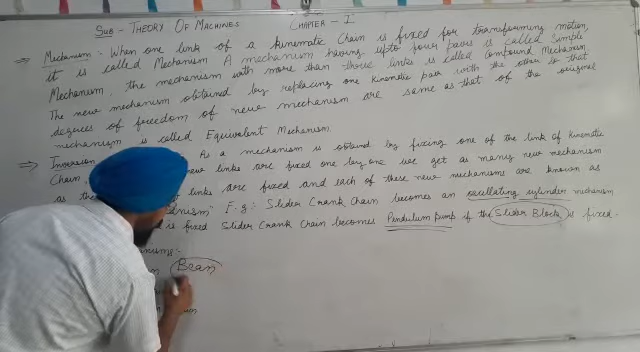 Sub - THEORY OF MACHINES CHAPTER - I
⇒ Mechanism :- When one link of a kinematic Chain is fixed for transforming motion,
it is called Mechanism A mechanism having upto four pairs is called Simple
Mechanism, the mechanism with more than those links is called Compound Mechanism.
The new mechanism obtained by replacing one kinematic pair with the other so that
degrees of freedom of new mechanism are same as that of the original
mechanism is called Equivalent Mechanism.
⇒ Inversion As a mechanism is obtained by fixing one of the link of kinematic
Chain, new links are fixed one by one we get as many new mechanism
as the links are fixed and each of these new mechanisms are known as
E.g:- Slider Crank Chain becomes an oscillating cylinder mechanism
is fixed Slider Crank Chain becomes Pendulum pump if the Slider Block is fixed.
Beam